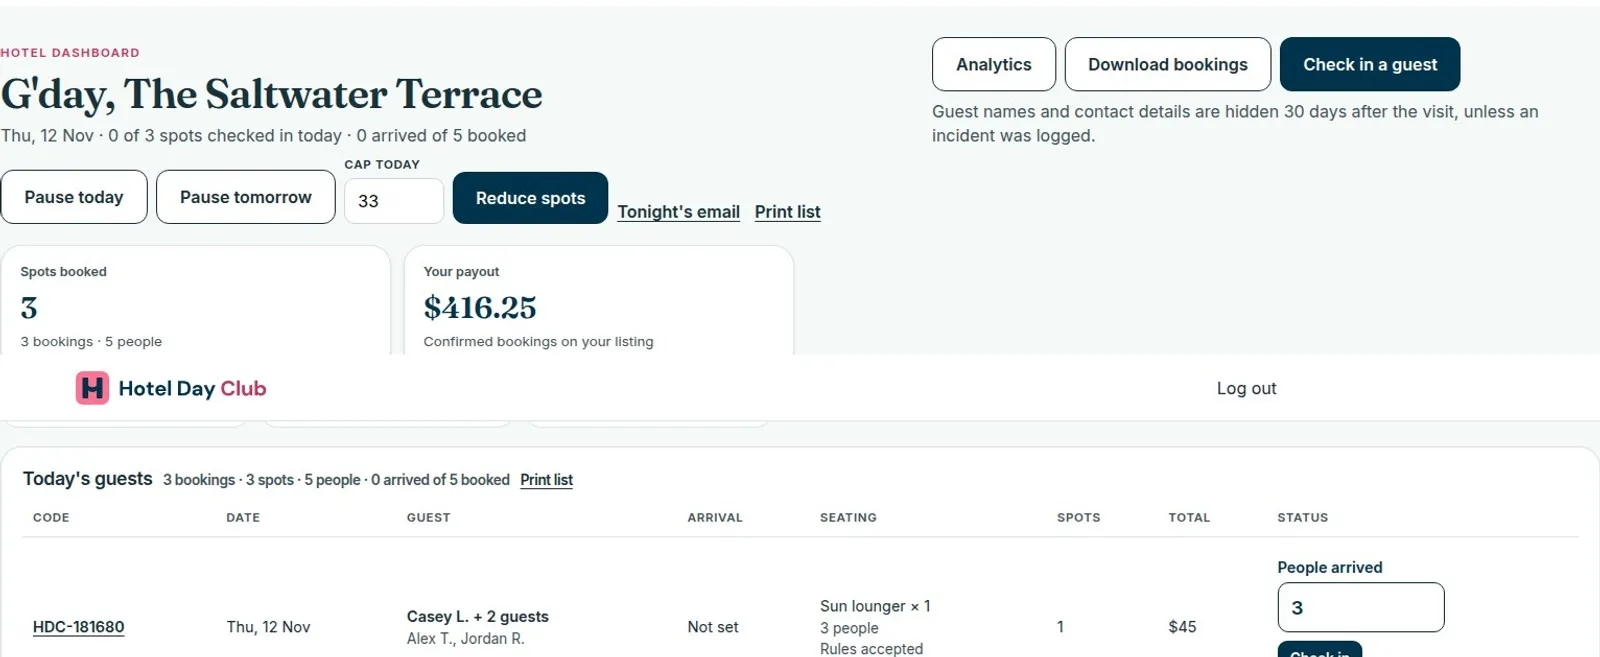 HOTEL DASHBOARD
G'day, The Saltwater Terrace
Thu, 12 Nov · 0 of 3 spots checked in today · 0 arrived of 5 booked
Analytics
Download bookings
Check in a guest
Guest names and contact details are hidden 30 days after the visit, unless an
incident was logged.
Pause today
Pause tomorrow
CAP TODAY
33
Reduce spots
Tonight's email
Print list
Spots booked
3
3 bookings · 5 people
Your payout
$416.25
Confirmed bookings on your listing
H Hotel Day Club
Log out
Today's guests 3 bookings · 3 spots · 5 people · 0 arrived of 5 booked Print list
CODE DATE GUEST ARRIVAL SEATING SPOTS TOTAL STATUS
HDC-181680
Thu, 12 Nov
Casey L. + 2 guests
Alex T., Jordan R.
Not set
Sun lounger × 1
3 people
Rules accepted
1
$45
People arrived
3
Check in